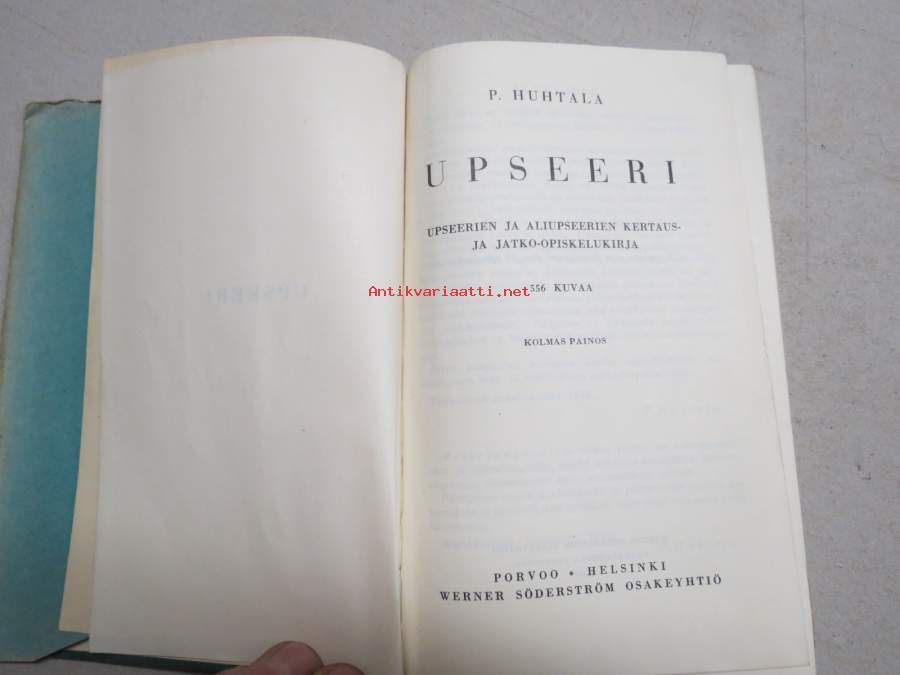 P. HUHTALA
UPSEERI
UPSEERIEN JA ALIUPSEERIEN KERTAUS-
JA JATKO-OPISKELUKIRJA
Antikvariaatti.net
556 KUVAA
KOLMAS PAINOS
PORVOO • HELSINKI
WERNER SÖDERSTRÖM OSAKEYHTIÖ